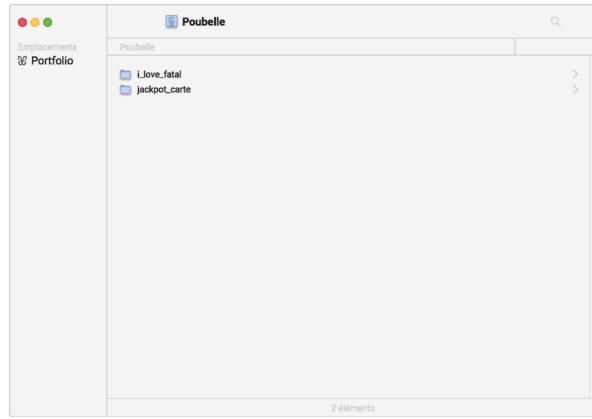 Poubelle
Emplacements
Portfolio
Poubelle
i_love_fatal
jackpot_carte
2 éléments